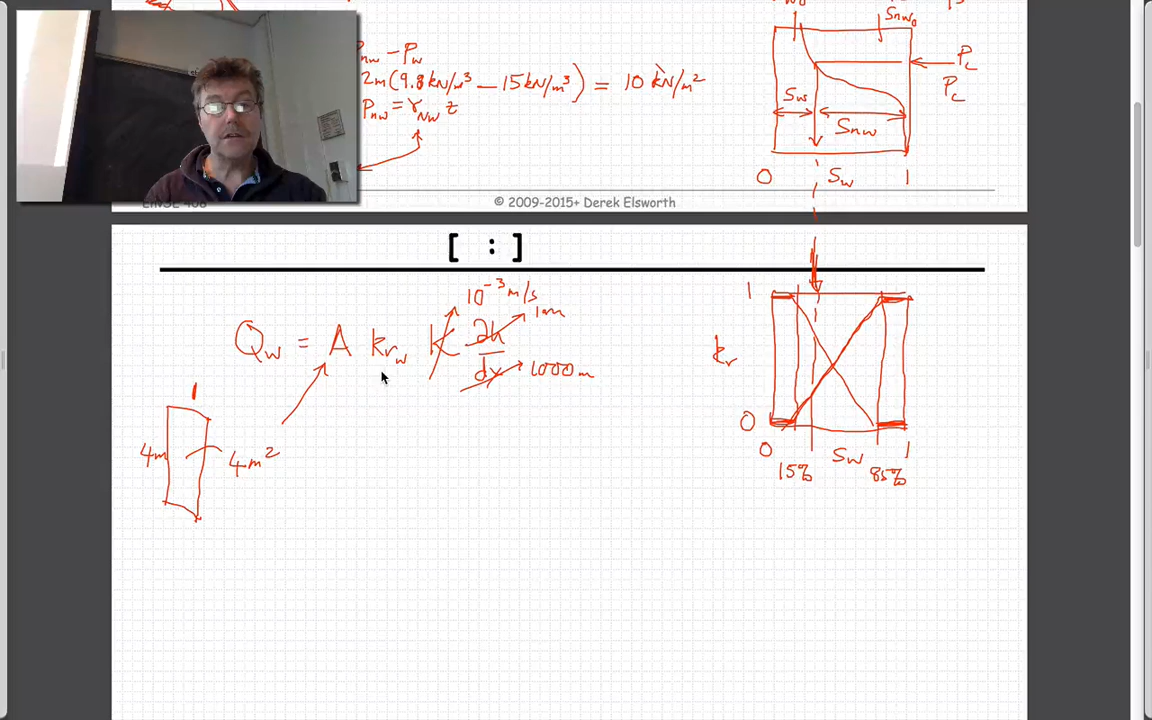 nw - Pw
2m(9.8kN/m³ - 15kN/m³) = 10 kN/m²
Pnw = γNW z
Snw₀
Pc
Pc
Sw
Snw
0 Sw 1
© 2009-2015+ Derek Elsworth
[ : ]
Qw = A krw K ∂h/dx
10⁻³ m/s
1m
1000m
1
4m
4m²
1
kr
0
0 Sw 1
15% 85%